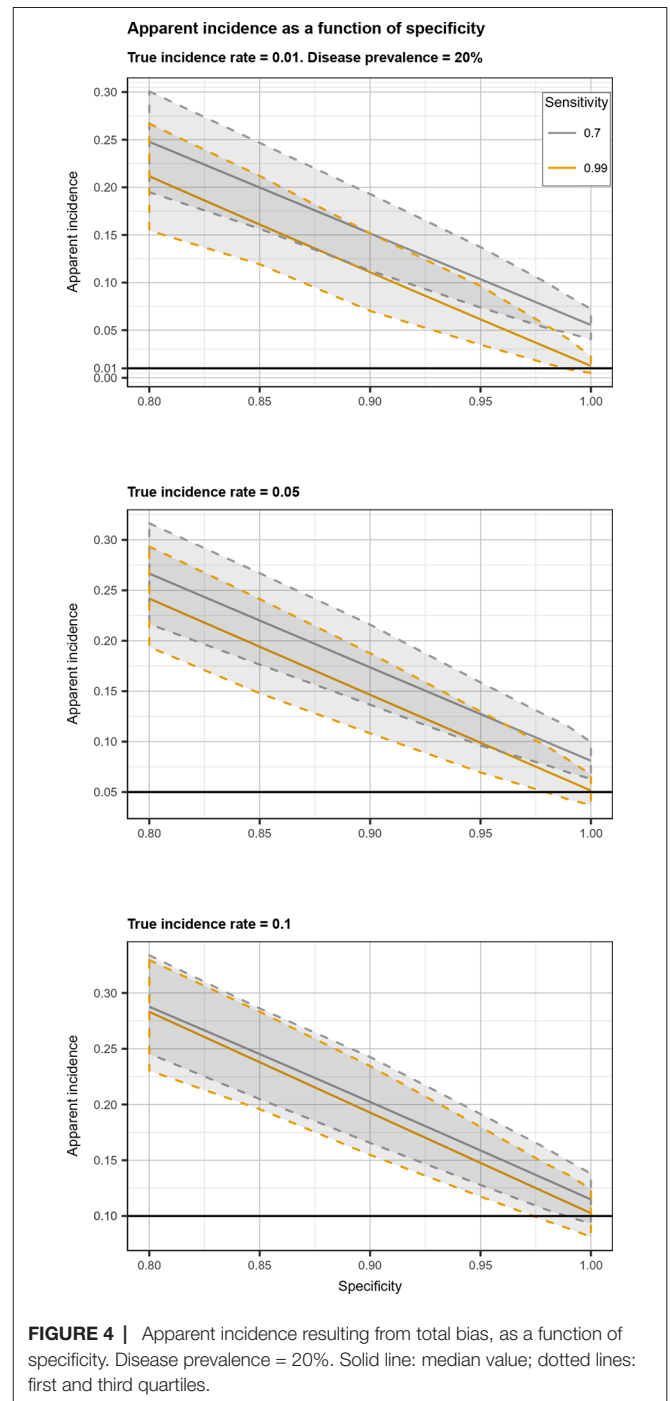 Apparent incidence as a function of specificity
True incidence rate = 0.01. Disease prevalence = 20%
Apparent incidence
0.30
0.25
0.20
0.15
0.10
0.05
0.01
0.00
Sensitivity
0.7
0.99
0.80 0.85 0.90 0.95 1.00
True incidence rate = 0.05
Apparent incidence
0.30
0.25
0.20
0.15
0.10
0.05
0.80 0.85 0.90 0.95 1.00
True incidence rate = 0.1
Apparent incidence
0.30
0.25
0.20
0.15
0.10
0.80 0.85 0.90 0.95 1.00
Specificity
FIGURE 4 | Apparent incidence resulting from total bias, as a function of
specificity. Disease prevalence = 20%. Solid line: median value; dotted lines:
first and third quartiles.